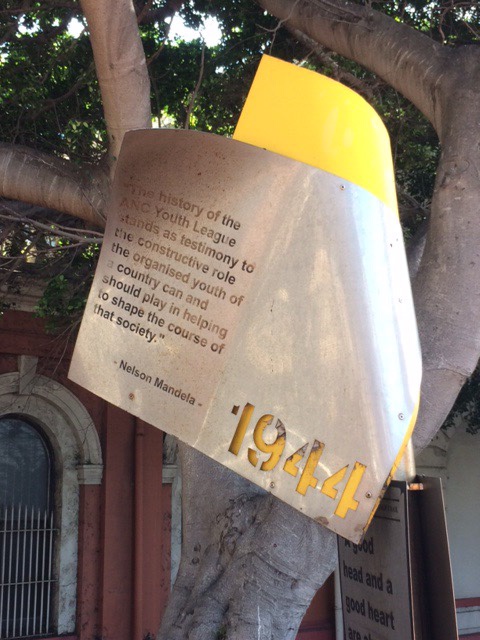 "The history of the
ANC Youth League
stands as testimony to
the constructive role
the organised youth of
a country can and
should play in helping
to shape the course of
that society."
- Nelson Mandela -
1944
A good
head and a
good heart
are